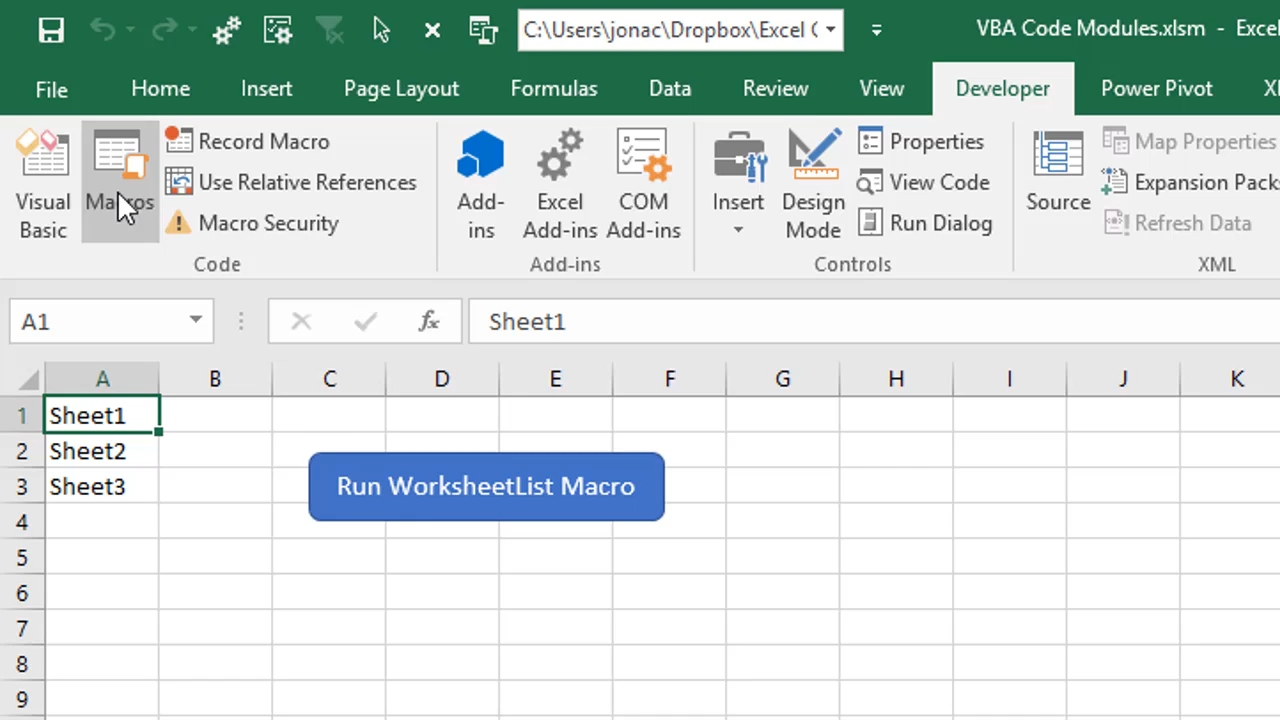 C:\Users\jonac\Dropbox\Excel C
VBA Code Modules.xlsm - Exce
File Home Insert Page Layout Formulas Data Review View Developer Power Pivot X
Visual Basic
Macros
Record Macro
Use Relative References
Macro Security
Code
Add-ins
Excel Add-ins
COM Add-ins
Add-ins
Insert
Design Mode
Properties
View Code
Run Dialog
Controls
Source
Map Properties
Expansion Packs
Refresh Data
XML
A1 fx Sheet1
A B C D E F G H I J K
1 Sheet1
2 Sheet2
3 Sheet3
Run WorksheetList Macro
4
5
6
7
8
9